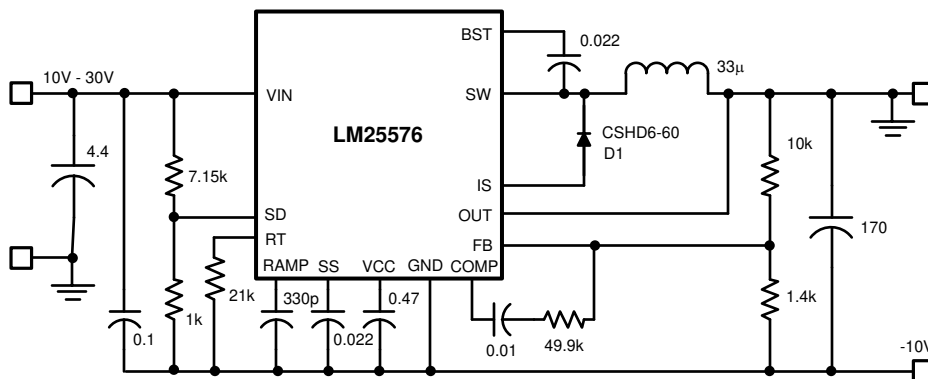 BST
0.022
10V - 30V
33μ
VIN
SW
LM25576
CSHD6-60
D1
10k
4.4
7.15k
IS
SD
OUT
170
RT
FB
RAMP
SS
VCC
GND
COMP
21k
330p
0.47
1.4k
1k
0.1
0.022
0.01
49.9k
-10V